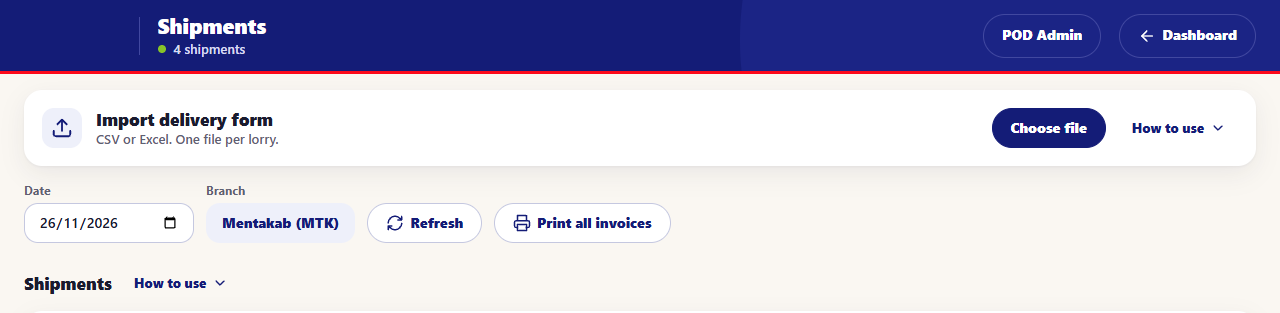 Shipments
4 shipments
POD Admin
Dashboard
Import delivery form
CSV or Excel. One file per lorry.
Choose file
How to use
Date
Branch
26/11/2026
Mentakab (MTK)
Refresh
Print all invoices
Shipments
How to use